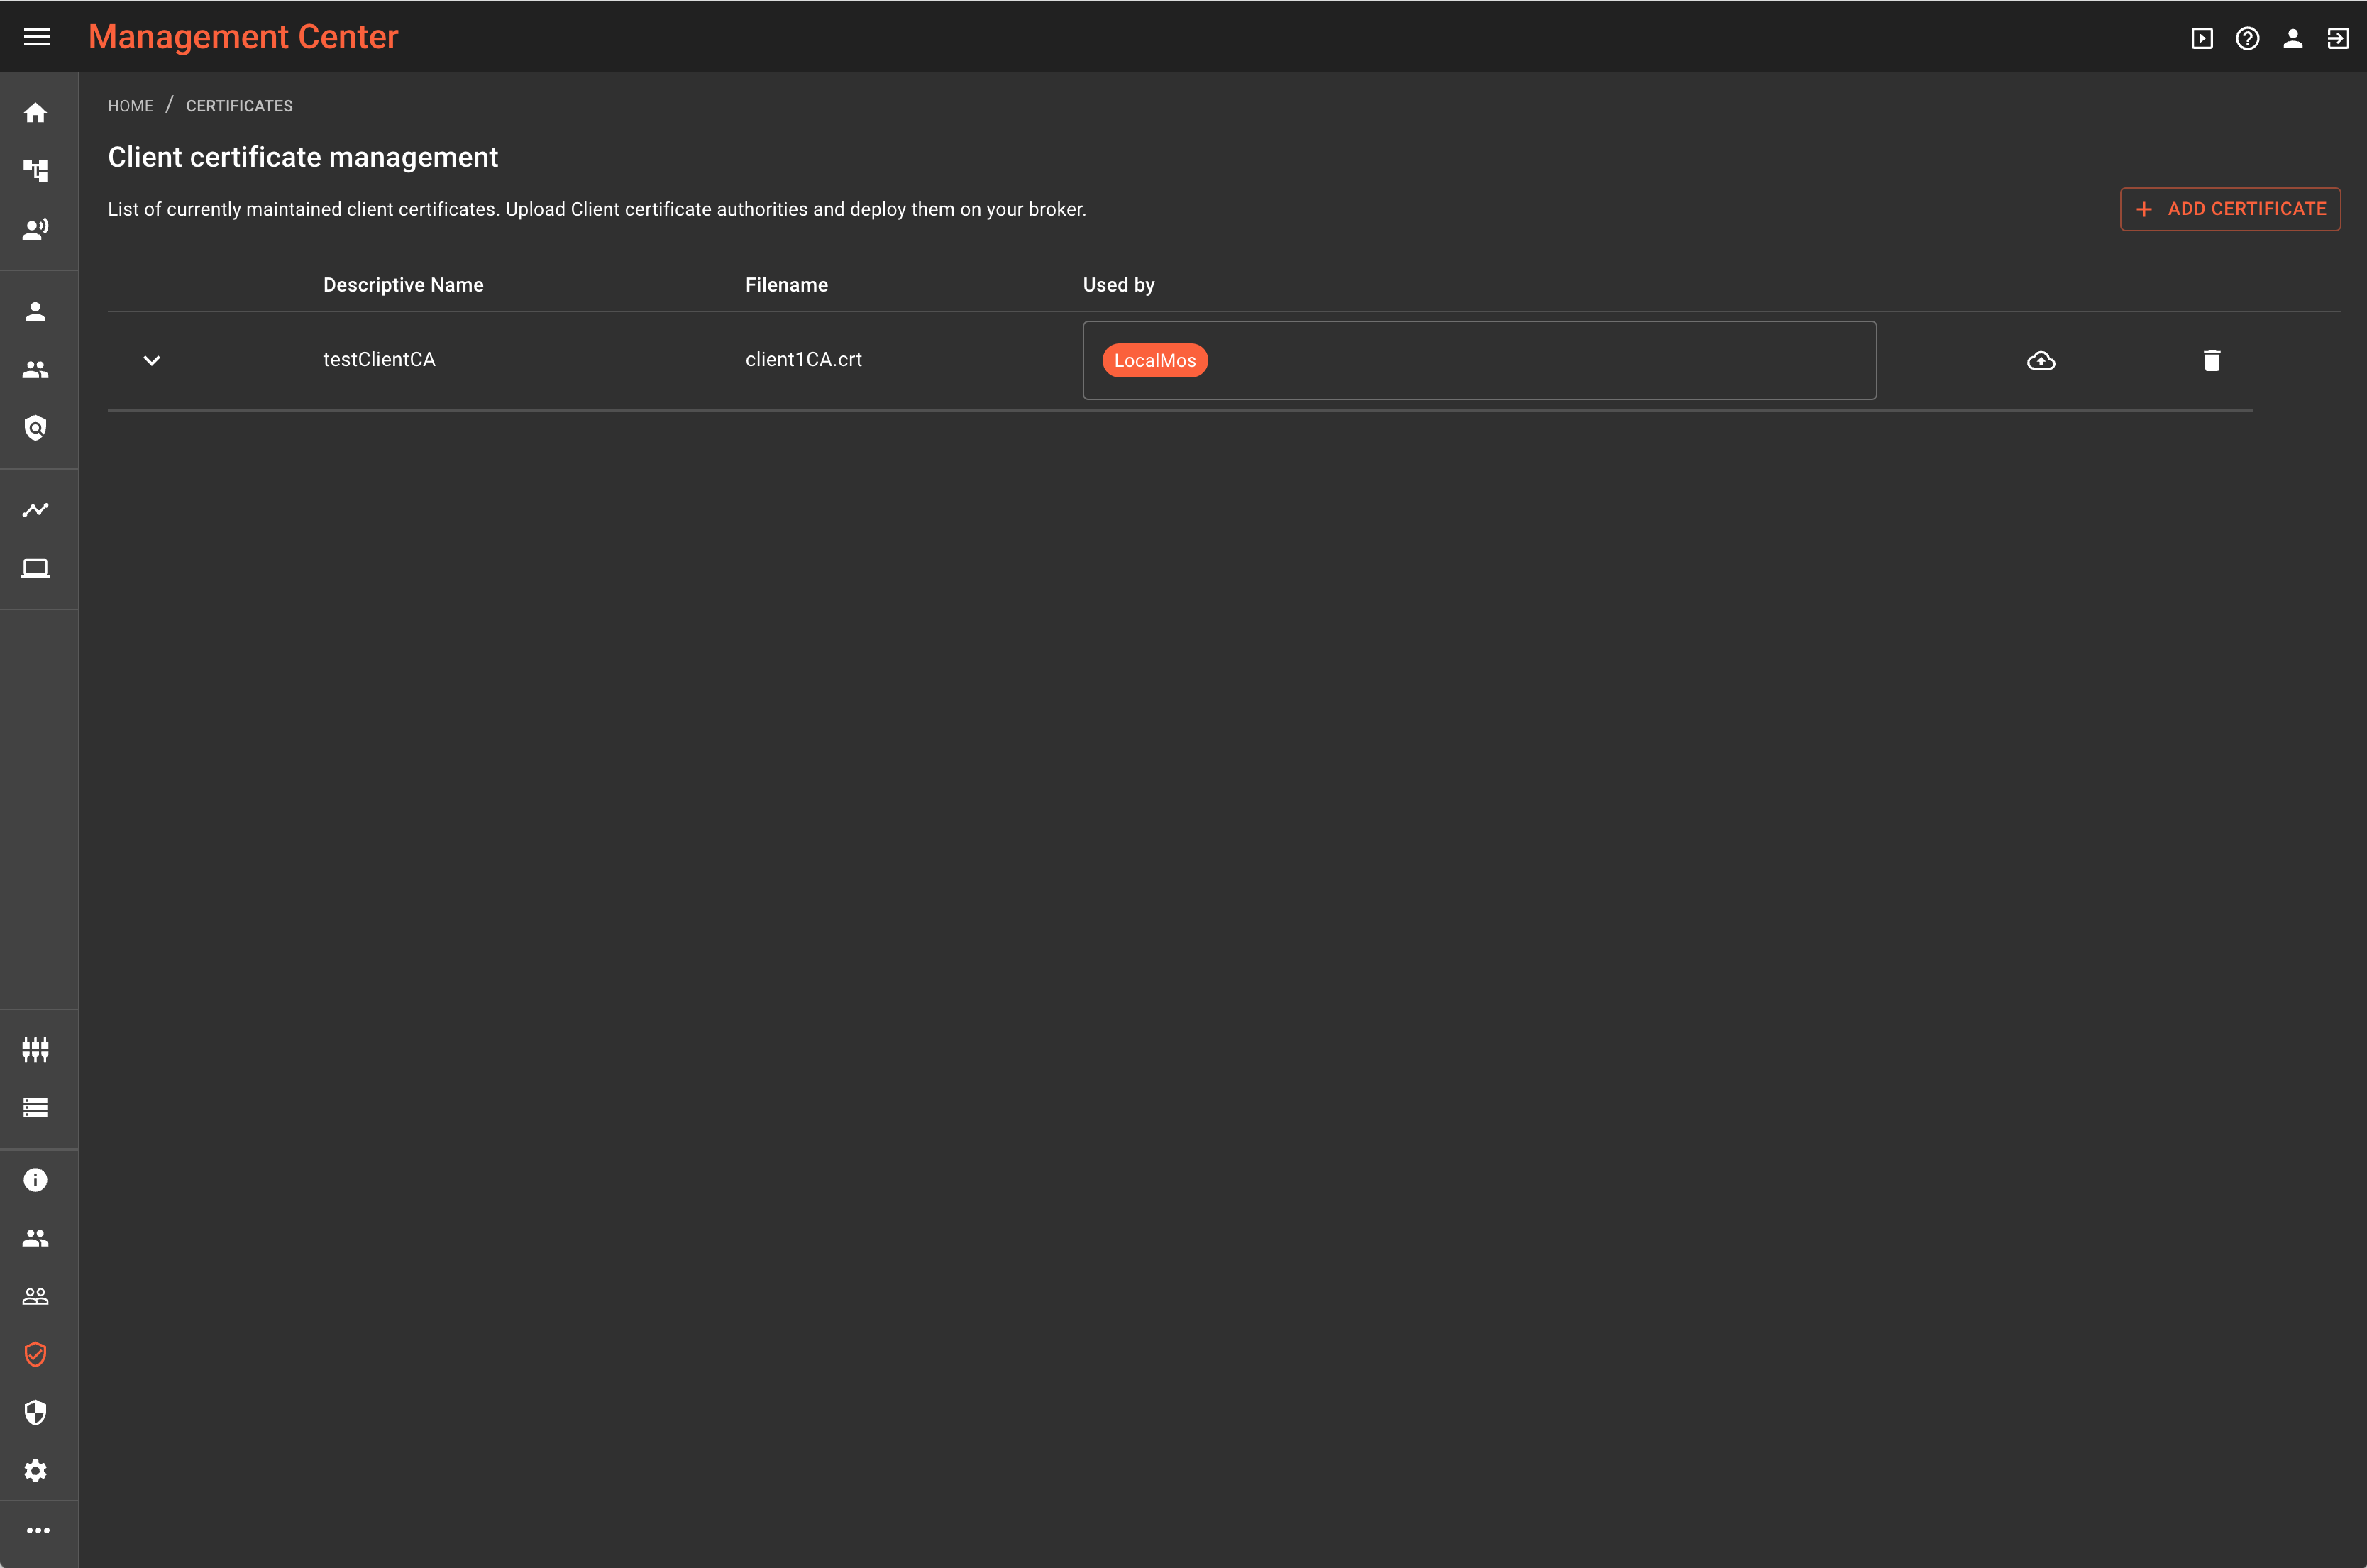 Management Center
HOME / CERTIFICATES
Client certificate management
List of currently maintained client certificates. Upload Client certificate authorities and deploy them on your broker.
ADD CERTIFICATE
Descriptive Name Filename Used by
testClientCA client1CA.crt LocalMos